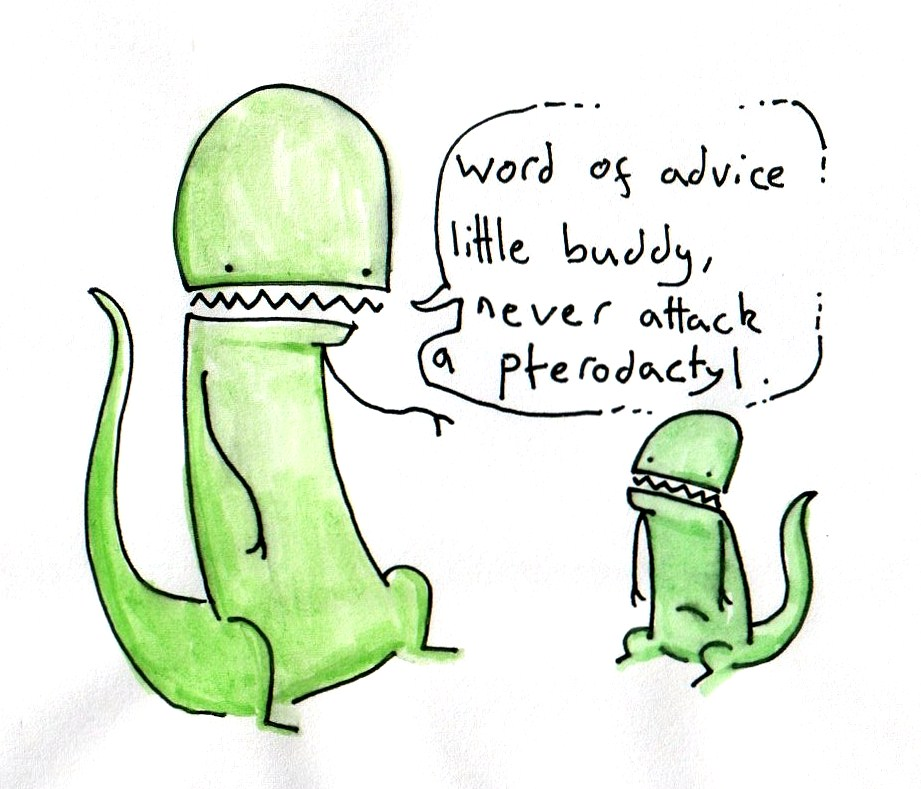 word of advice
little buddy,
never attack
a pterodactyl.